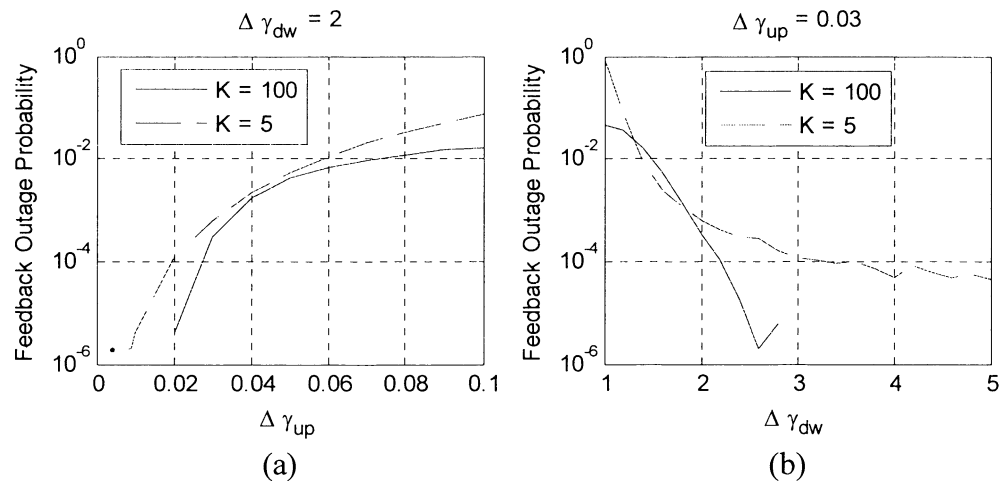 Δ γdw = 2
Feedback Outage Probability
10^0
10^-2
10^-4
10^-6
K = 100
K = 5
0 0.02 0.04 0.06 0.08 0.1
Δ γup
(a)
Δ γup = 0.03
Feedback Outage Probability
10^0
10^-2
10^-4
10^-6
K = 100
K = 5
1 2 3 4 5
Δ γdw
(b)